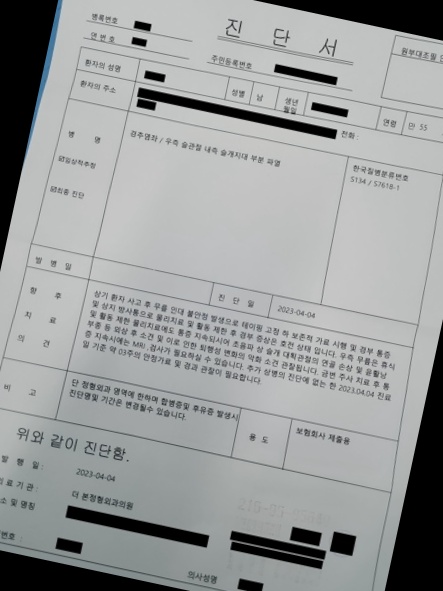 진 단 서
병록번호
연 번 호
주민등록번호
원부대조필
환자의 성명
성별 남 생년월일 연령 만 55
환자의 주소
전화 :
병 명
☑임상적추정
☑최종 진단
경추염좌 / 우측 슬관절 내측 슬개지대 부분 파열
한국질병분류번호
S134 / S7618-1
발 병 일
진 단 일 2023-04-04
향 후 치 료 의 견
상기 환자 사고 후 무릎 인대 불안정 발생으로 테이핑 고정 하 보존적 가료 시행 및 경부 통증
및 상지 방사통으로 물리치료 및 활동 제한 후 경부 증상은 호전 상태 입니다. 우측 무릎은 휴식
및 활동 제한 물리치료에도 통증 지속되시어 초음파 상 슬개 대퇴관절의 연골 손상 및 윤활낭
부종 등 외상 후 소견 및 이로 인한 퇴행성 변화의 악화 소견 관찰됩니다. 금번 주사 치료 후 통
증 지속시에는 MRI 검사가 필요하실 수 있습니다. 추가 상병의 진단에 없는 한 2023.04.04 진료
일 기준 약 03주의 안정가료 및 경과 관찰이 필요합니다.
비 고
단 정형외과 영역에 한하며 합병증및 후유증 발생시
진단명및 기간은 변경될수 있습니다.
용 도
보험회사 제출용
위와 같이 진단함.
발 행 일 : 2023-04-04
료 기 관 : 더 본정형외과의원
소 및 명칭
번호 :
의사성명